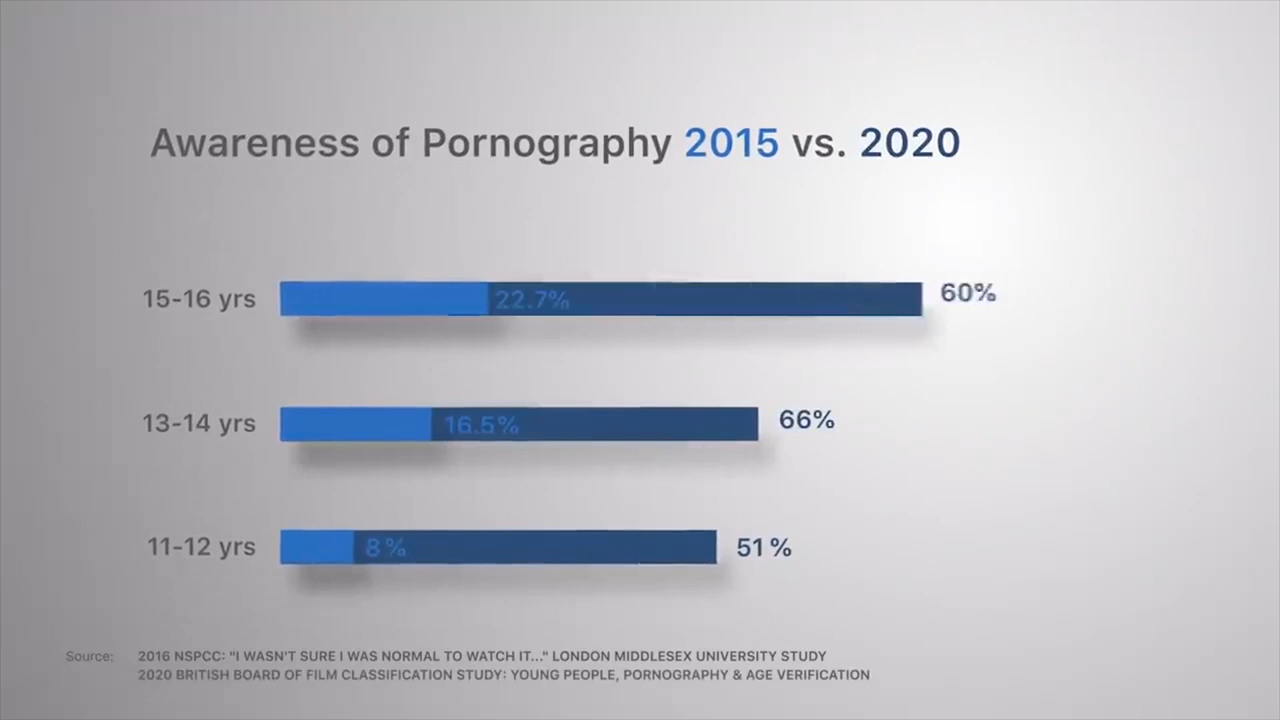 Awareness of Pornography 2015 vs. 2020
15-16 yrs 22.7% 60%
13-14 yrs 16.5% 66%
11-12 yrs 8% 51%
Source: 2016 NSPCC: "I WASN'T SURE I WAS NORMAL TO WATCH IT..." LONDON MIDDLESEX UNIVERSITY STUDY
2020 BRITISH BOARD OF FILM CLASSIFICATION STUDY: YOUNG PEOPLE, PORNOGRAPHY & AGE VERIFICATION